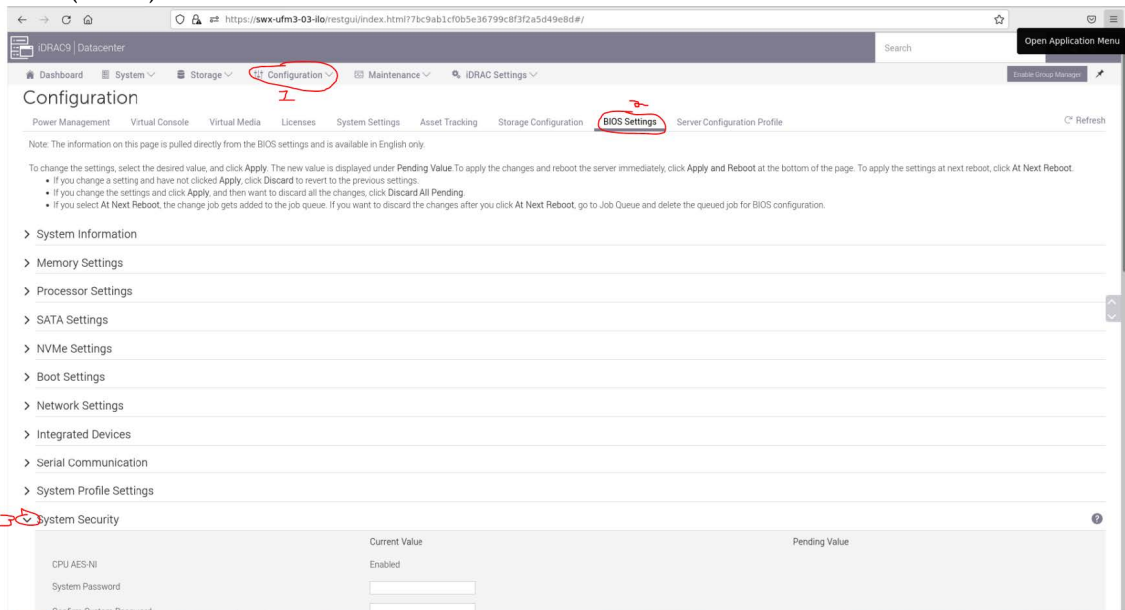 https://swx-ufm3-03-ilo/restgui/index.html?7bc9ab1cf0b5e36799c8f3f2a5d49e8d#/
Open Application Menu
iDRAC9 | Datacenter
Search
Dashboard System Storage Configuration Maintenance iDRAC Settings Enable Group Manager
1
Configuration
2
Power Management Virtual Console Virtual Media Licenses System Settings Asset Tracking Storage Configuration BIOS Settings Server Configuration Profile Refresh
Note: The information on this page is pulled directly from the BIOS settings and is available in English only.
To change the settings, select the desired value, and click Apply. The new value is displayed under Pending Value.To apply the changes and reboot the server immediately, click Apply and Reboot at the bottom of the page. To apply the settings at next reboot, click At Next Reboot.
• If you change a setting and have not clicked Apply, click Discard to revert to the previous settings.
• If you change the settings and click Apply, and then want to discard all the changes, click Discard All Pending.
• If you select At Next Reboot, the change job gets added to the job queue. If you want to discard the changes after you click At Next Reboot, go to Job Queue and delete the queued job for BIOS configuration.
System Information
Memory Settings
Processor Settings
SATA Settings
NVMe Settings
Boot Settings
Network Settings
Integrated Devices
Serial Communication
System Profile Settings
3 System Security
Current Value Pending Value
CPU AES-NI Enabled
System Password